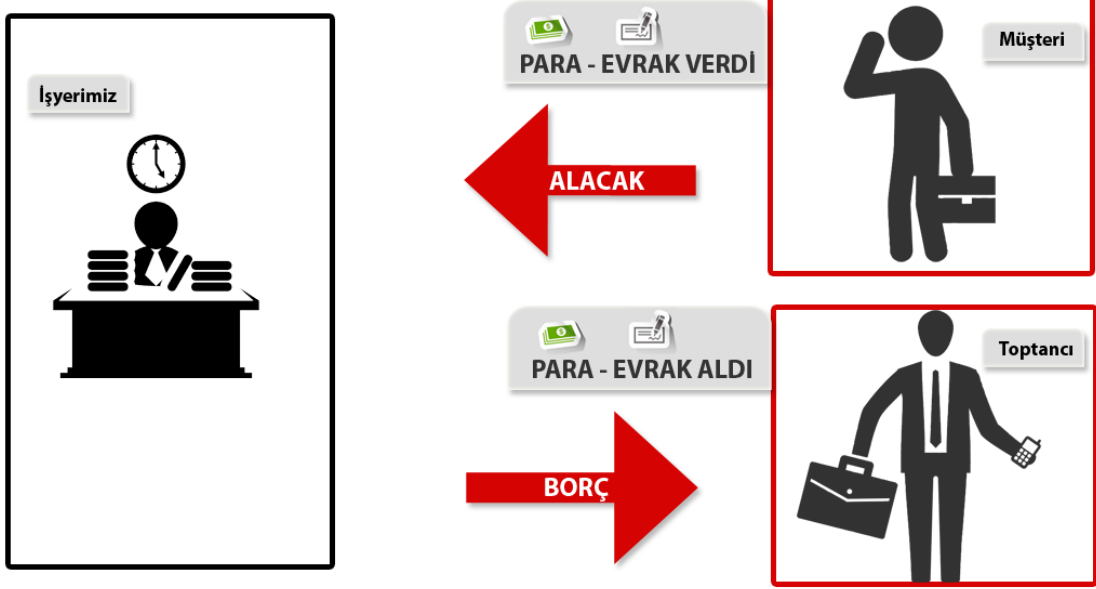 İşyerimiz
PARA - EVRAK VERDİ
Müşteri
ALACAK
PARA - EVRAK ALDI
Toptancı
BORÇ